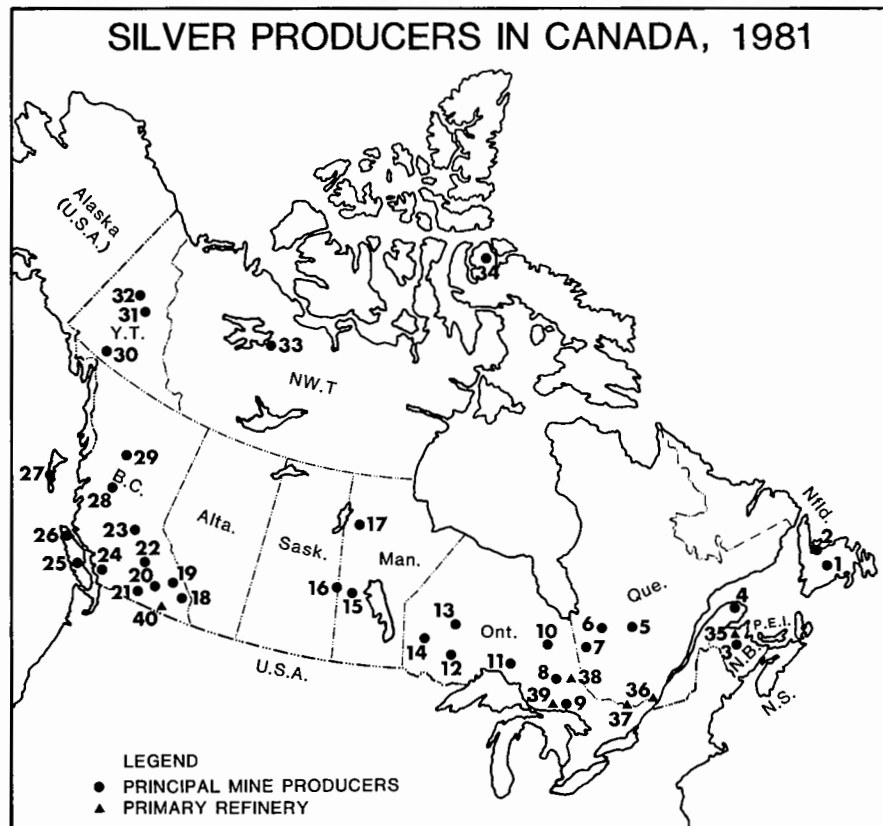 SILVER PRODUCERS IN CANADA, 1981
Alaska
(U.S.A.)
34
32
31
Y.T.
30
33
NW.T
29
27
B.C.
28
Alta.
Sask.
Man.
17
Nfld.
2
1
26
23
24
22
25
20
19
21
18
40
16
15
U.S.A.
13
14
12
Ont.
10
11
8
38
39
9
6
5
7
Que.
4
P.E.I.
35
3
N.B.
N.S.
36
37
LEGEND
● PRINCIPAL MINE PRODUCERS
▲ PRIMARY REFINERY